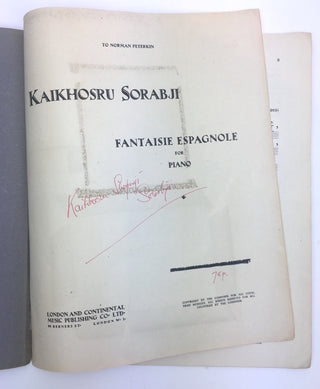 TO NORMAN PETERKIN
KAIKHOSRU SORABJI
FANTAISIE ESPAGNOLE
FOR
PIANO
Kaikhosru Shapurji
Sorabji
LONDON AND CONTINENTAL
MUSIC PUBLISHING CO LTD